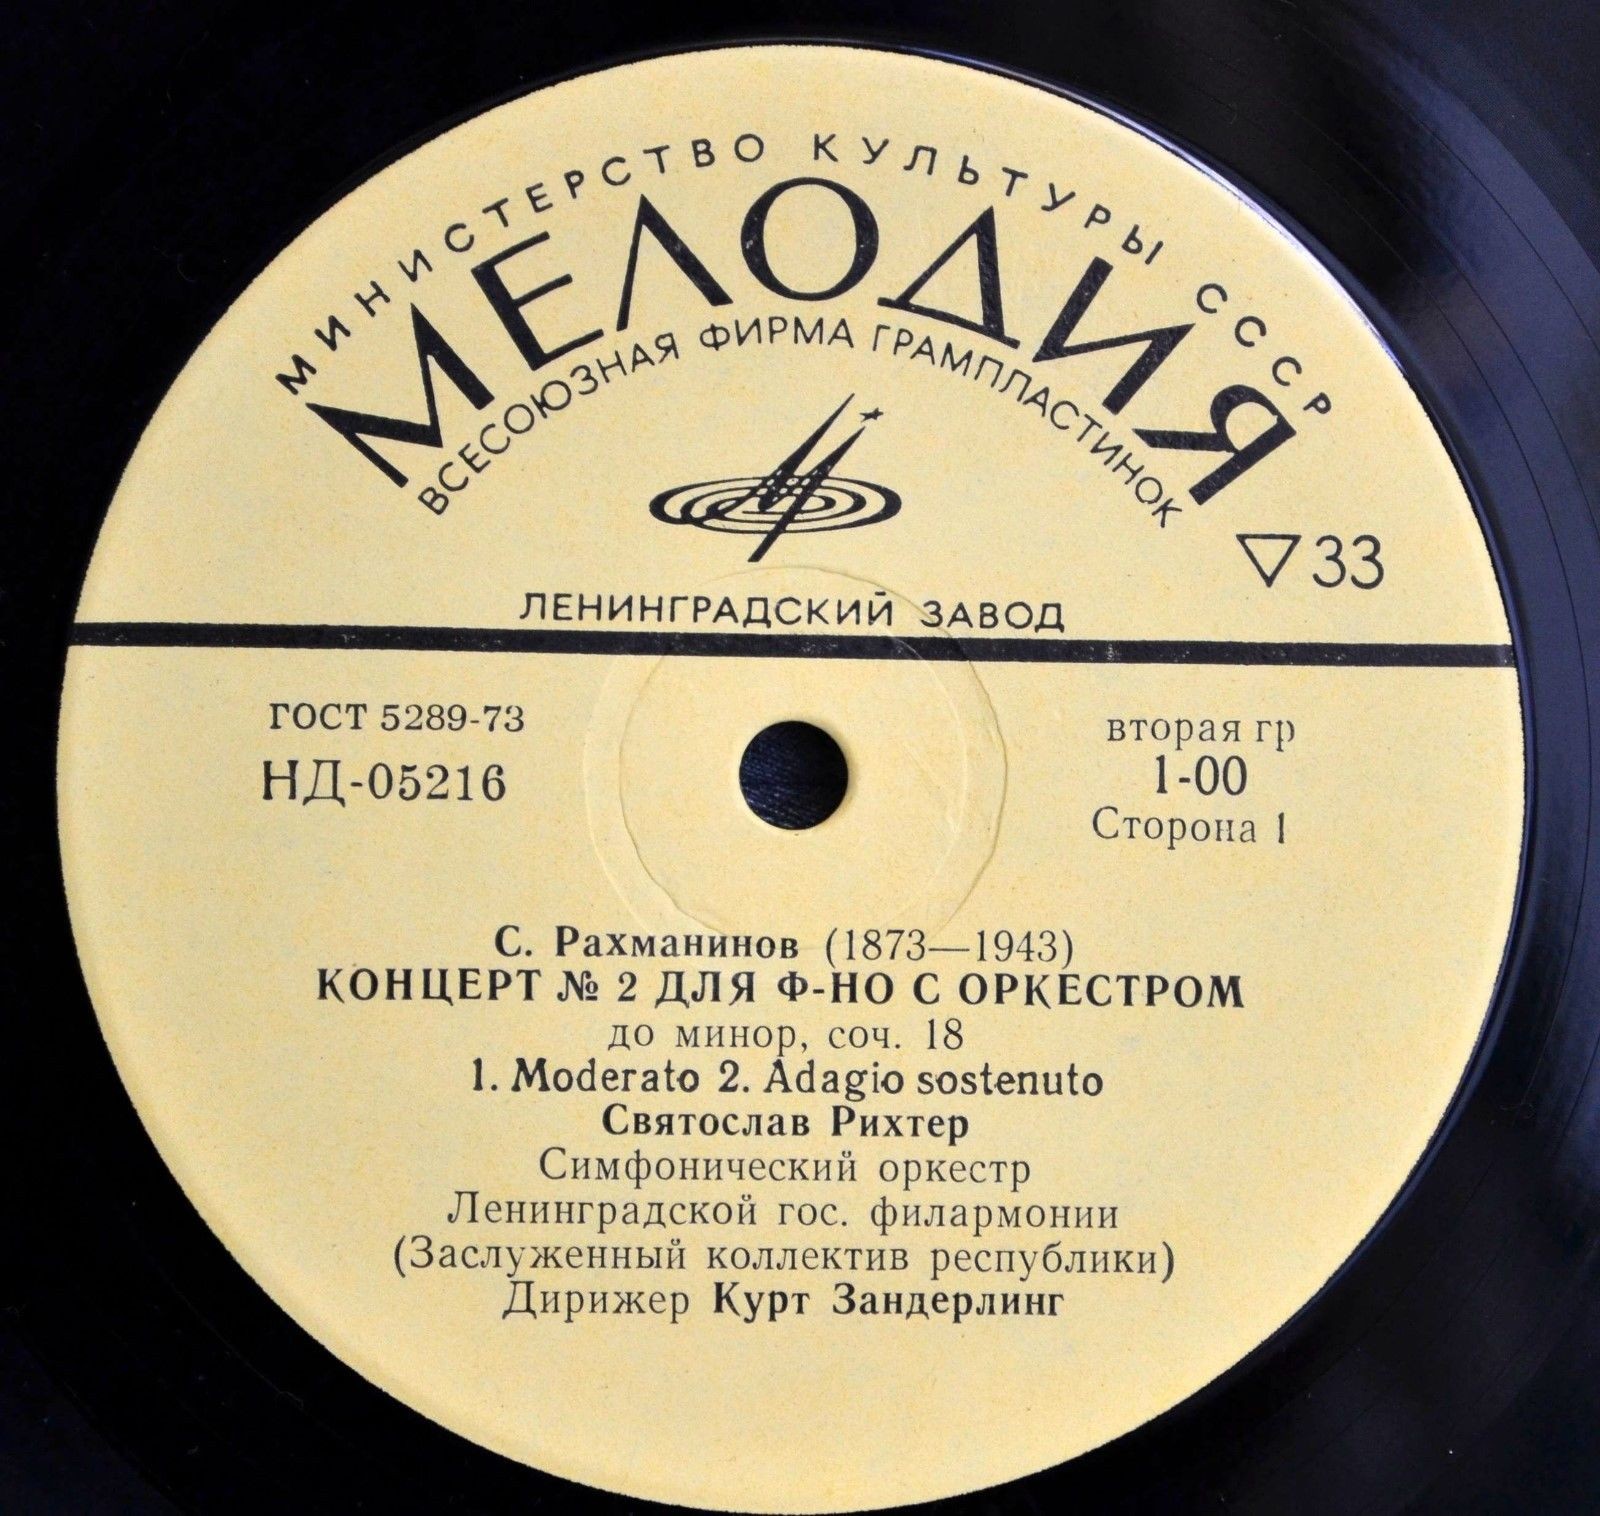 МИНИСТЕРСТВО КУЛЬТУРЫ СССР
МЕЛОДИЯ
ВСЕСОЮЗНАЯ ФИРМА ГРАМПЛАСТИНОК
▽33
ЛЕНИНГРАДСКИЙ ЗАВОД
ГОСТ 5289-73
НД-05216
вторая гр
1-00
Сторона 1
С. Рахманинов (1873—1943)
КОНЦЕРТ № 2 ДЛЯ Ф-НО С ОРКЕСТРОМ
до минор, соч. 18
1. Moderato 2. Adagio sostenuto
Святослав Рихтер
Симфонический оркестр
Ленинградской гос. филармонии
(Заслуженный коллектив республики)
Дирижер Курт Зандерлинг